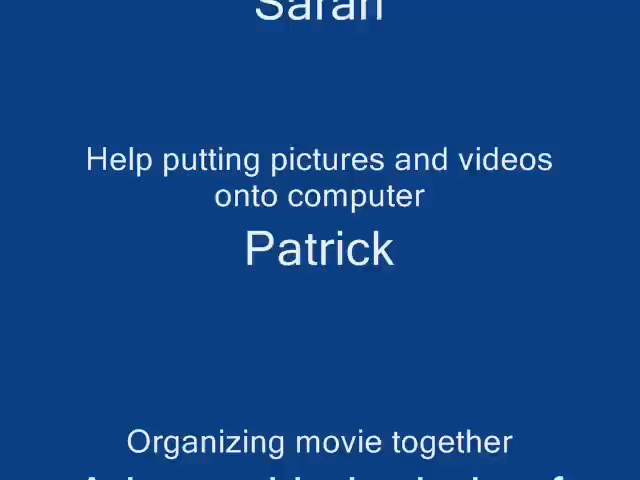 Sarah
Help putting pictures and videos
onto computer
Patrick
Organizing movie together